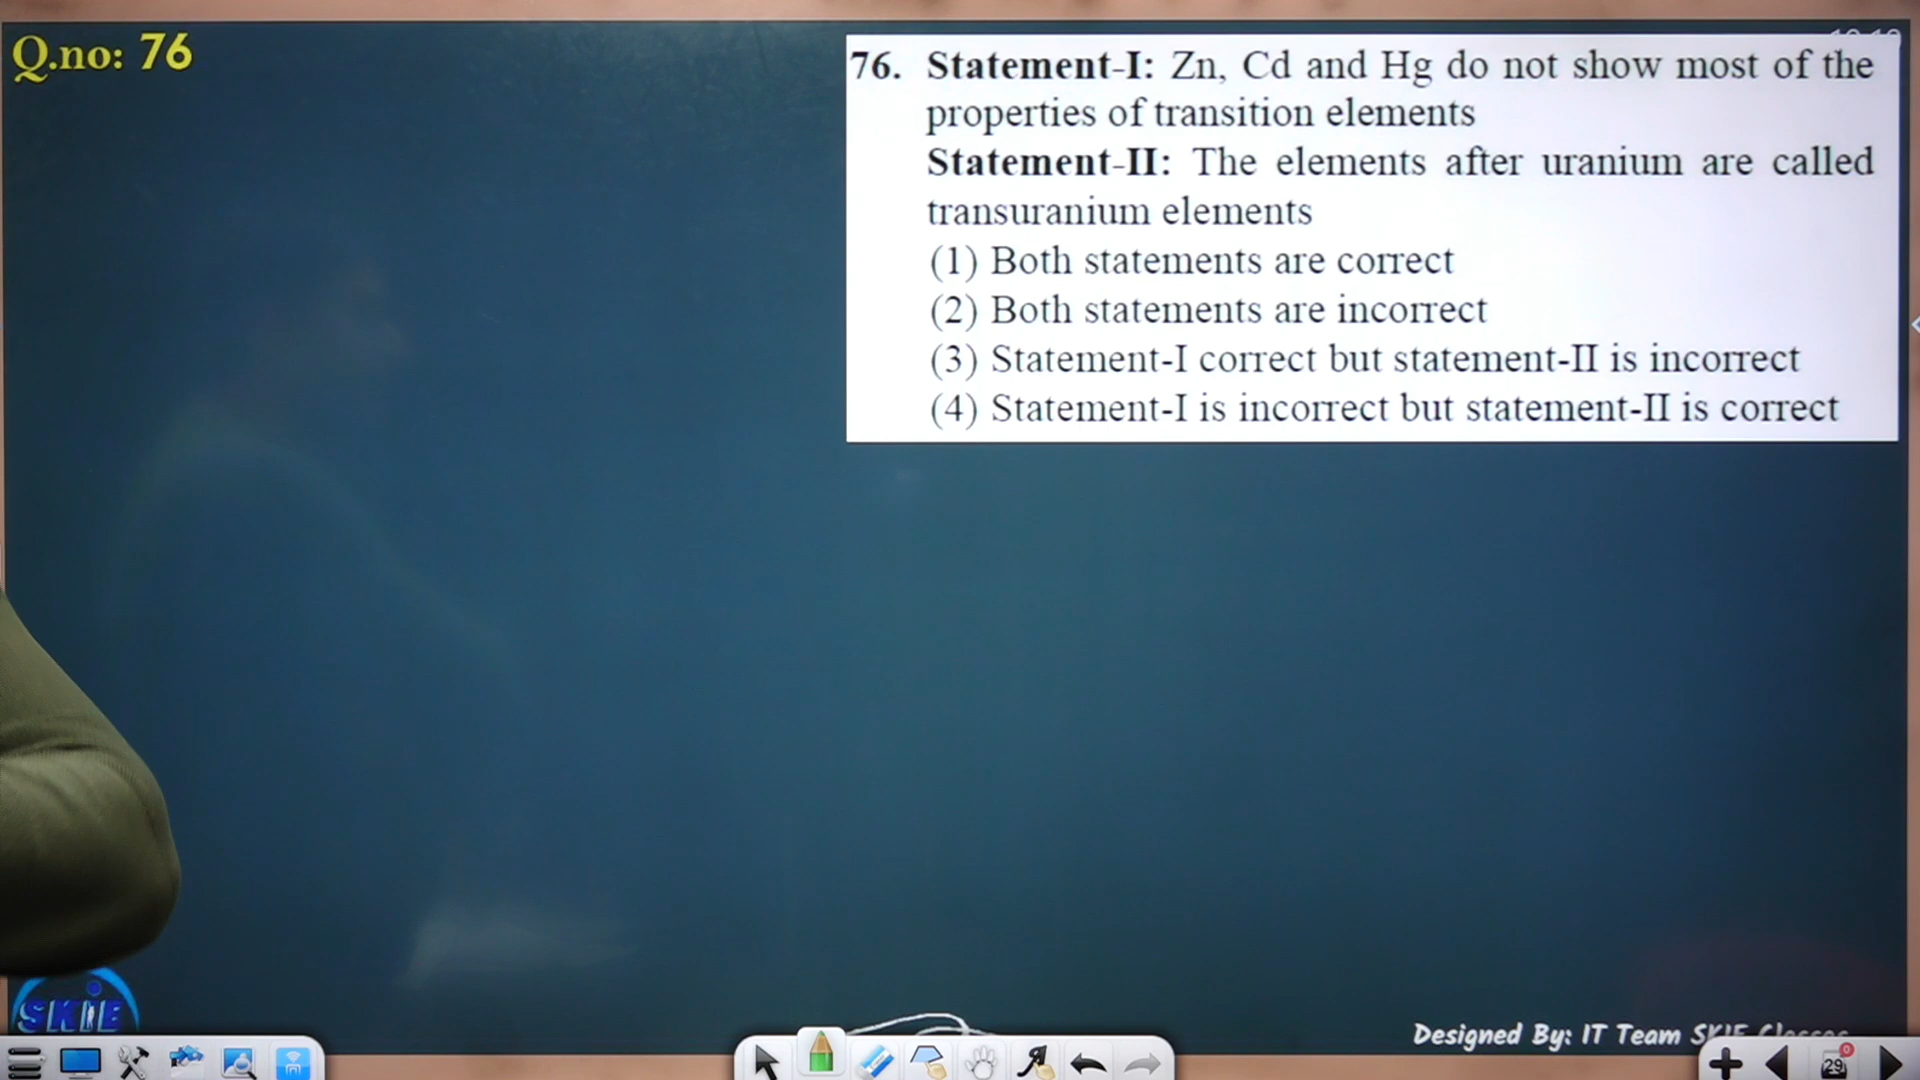 Q.no: 76
76. Statement-I: Zn, Cd and Hg do not show most of the
properties of transition elements
Statement-II: The elements after uranium are called
transuranium elements
(1) Both statements are correct
(2) Both statements are incorrect
(3) Statement-I correct but statement-II is incorrect
(4) Statement-I is incorrect but statement-II is correct
SKIE
Designed By: IT Team SKIE Classes
29
0